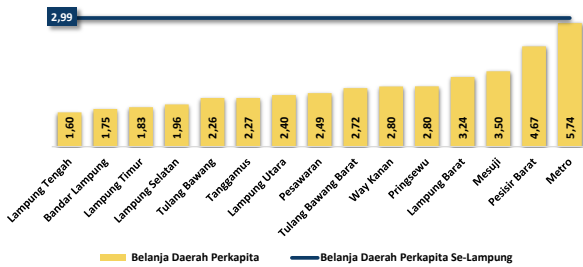 2,99
1,60
1,75
1,83
1,96
2,26
2,27
2,40
2,49
2,72
2,80
2,80
3,24
3,50
4,67
5,74
Lampung Tengah
Bandar Lampung
Lampung Timur
Lampung Selatan
Tulang Bawang
Tanggamus
Lampung Utara
Pesawaran
Tulang Bawang Barat
Way Kanan
Pringsewu
Lampung Barat
Mesuji
Pesisir Barat
Metro
Belanja Daerah Perkapita
Belanja Daerah Perkapita Se-Lampung